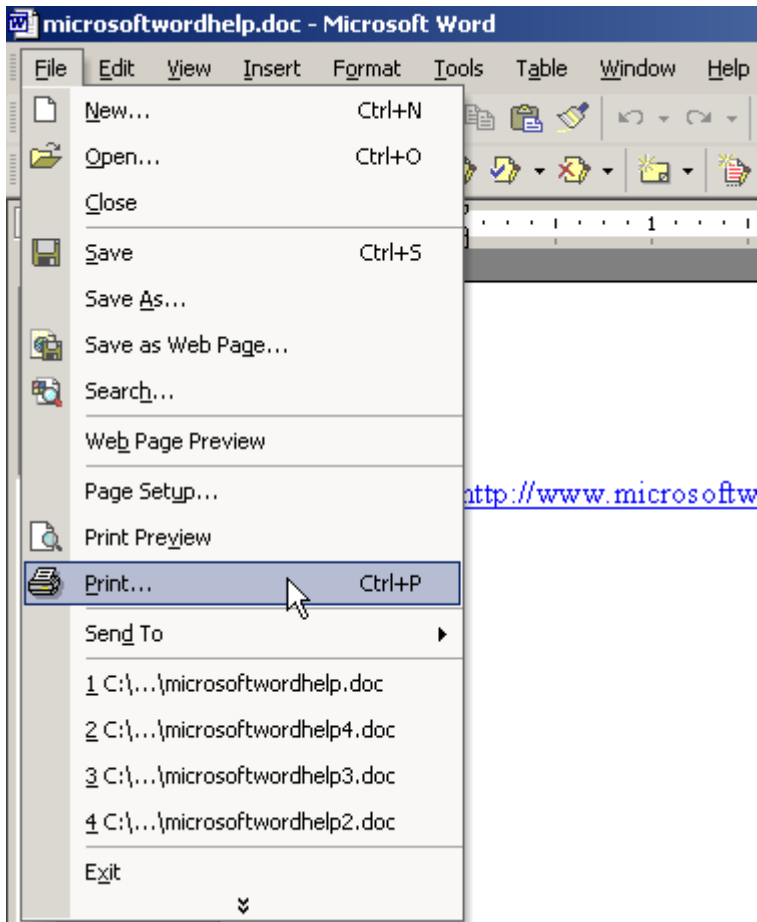 microsoftwordhelp.doc - Microsoft Word
File Edit View Insert Format Tools Table Window Help
New... Ctrl+N
Open... Ctrl+O
Close
1
Save Ctrl+S
Save As...
Save as Web Page...
Search...
Web Page Preview
Page Setup... http://www.microsoftw
Print Preview
Print... Ctrl+P
Send To
1 C:\...\microsoftwordhelp.doc
2 C:\...\microsoftwordhelp4.doc
3 C:\...\microsoftwordhelp3.doc
4 C:\...\microsoftwordhelp2.doc
Exit